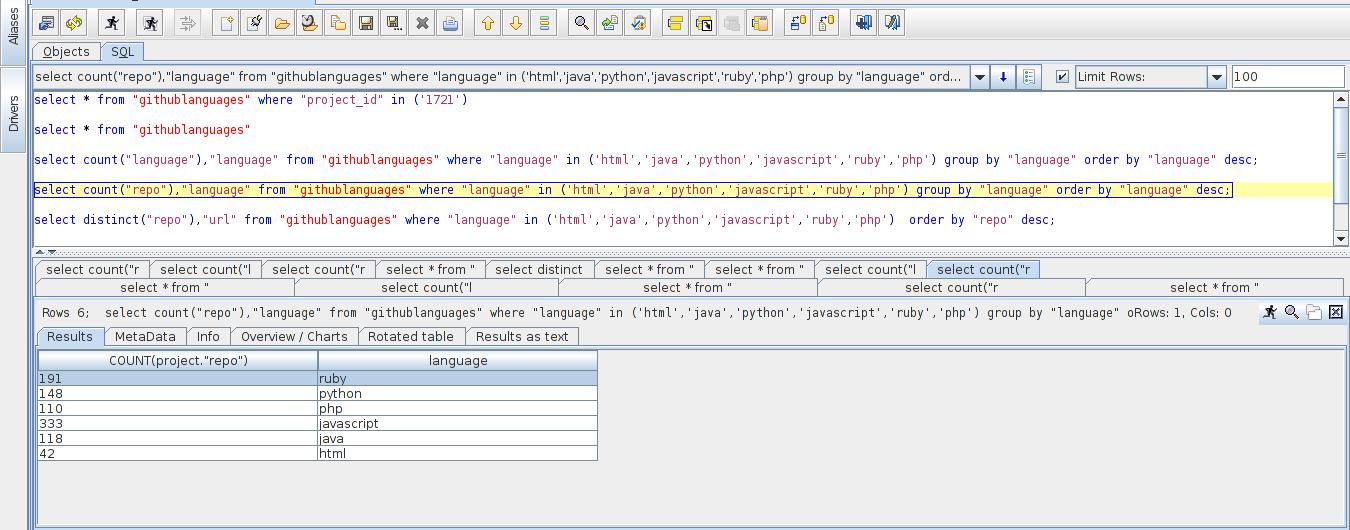 Aliases
Drivers
Objects SQL
select count("repo"),"language" from "githublanguages" where "language" in ('html','java','python','javascript','ruby','php') group by "language" ord... Limit Rows: 100
select * from "githublanguages" where "project_id" in ('1721')
select * from "githublanguages"
select count("language"),"language" from "githublanguages" where "language" in ('html','java','python','javascript','ruby','php') group by "language" order by "language" desc;
select count("repo"),"language" from "githublanguages" where "language" in ('html','java','python','javascript','ruby','php') group by "language" order by "language" desc;
select distinct("repo"),"url" from "githublanguages" where "language" in ('html','java','python','javascript','ruby','php')  order by "repo" desc;
select count("r select count("l select count("r select * from " select distinct select * from " select * from " select count("l select count("r
select * from " select count("l select * from " select count("r select * from "
Rows 6; select count("repo"),"language" from "githublanguages" where "language" in ('html','java','python','javascript','ruby','php') group by "language" oRows: 1, Cols: 0
Results MetaData Info Overview / Charts Rotated table Results as text
COUNT(project."repo") language
191 ruby
148 python
110 php
333 javascript
118 java
42 html